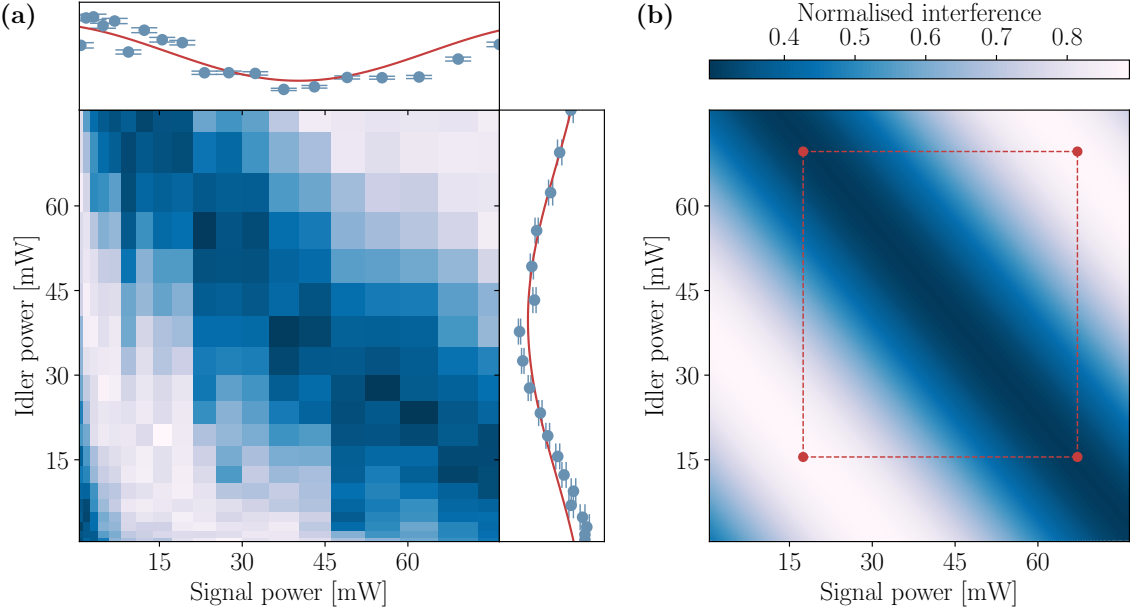 (a)
(b)
Normalised interference
0.4 0.5 0.6 0.7 0.8
Idler power [mW]
60
45
30
15
15 30 45 60
Signal power [mW]
Idler power [mW]
60
45
30
15
15 30 45 60
Signal power [mW]